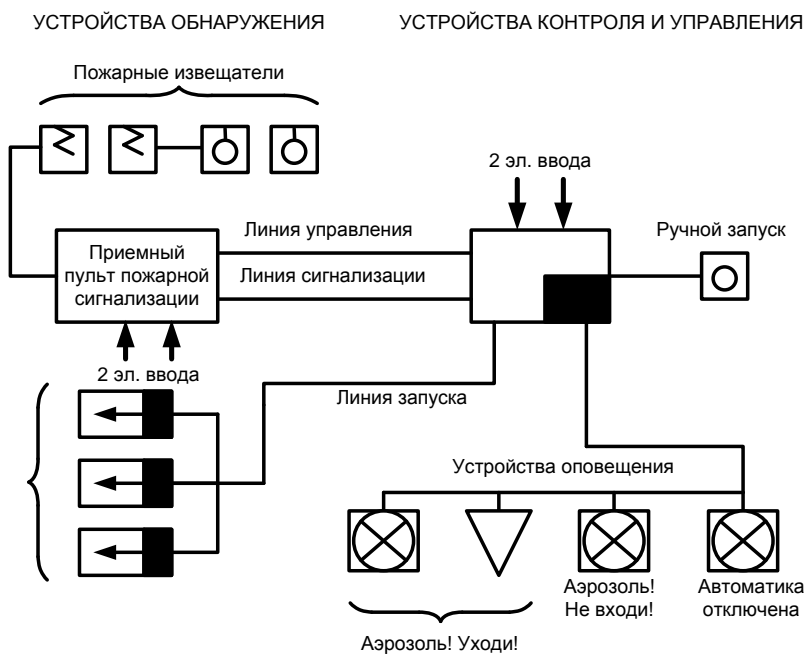 УСТРОЙСТВА ОБНАРУЖЕНИЯ
УСТРОЙСТВА КОНТРОЛЯ И УПРАВЛЕНИЯ
Пожарные извещатели
2 эл. ввода
Линия управления
Ручной запуск
Приемный
пульт пожарной
сигнализации
Линия сигнализации
2 эл. ввода
Линия запуска
Устройства оповещения
Аэрозоль!
Не входи!
Автоматика
отключена
Аэрозоль! Уходи!